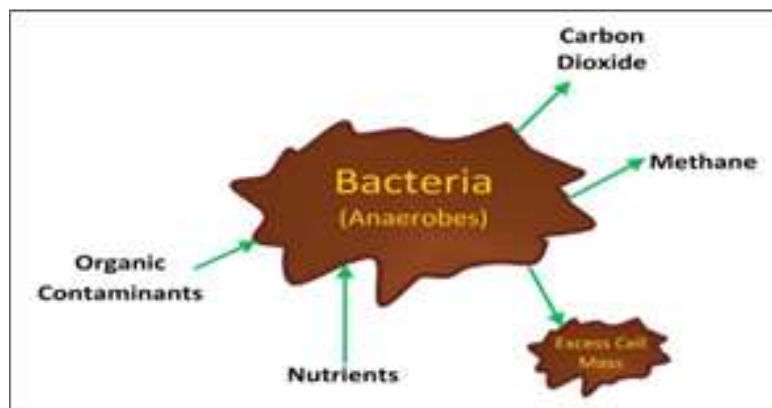 Carbon
Dioxide
Bacteria
(Anaerobes)
Methane
Organic
Contaminants
Nutrients
Excess Cell
Mass